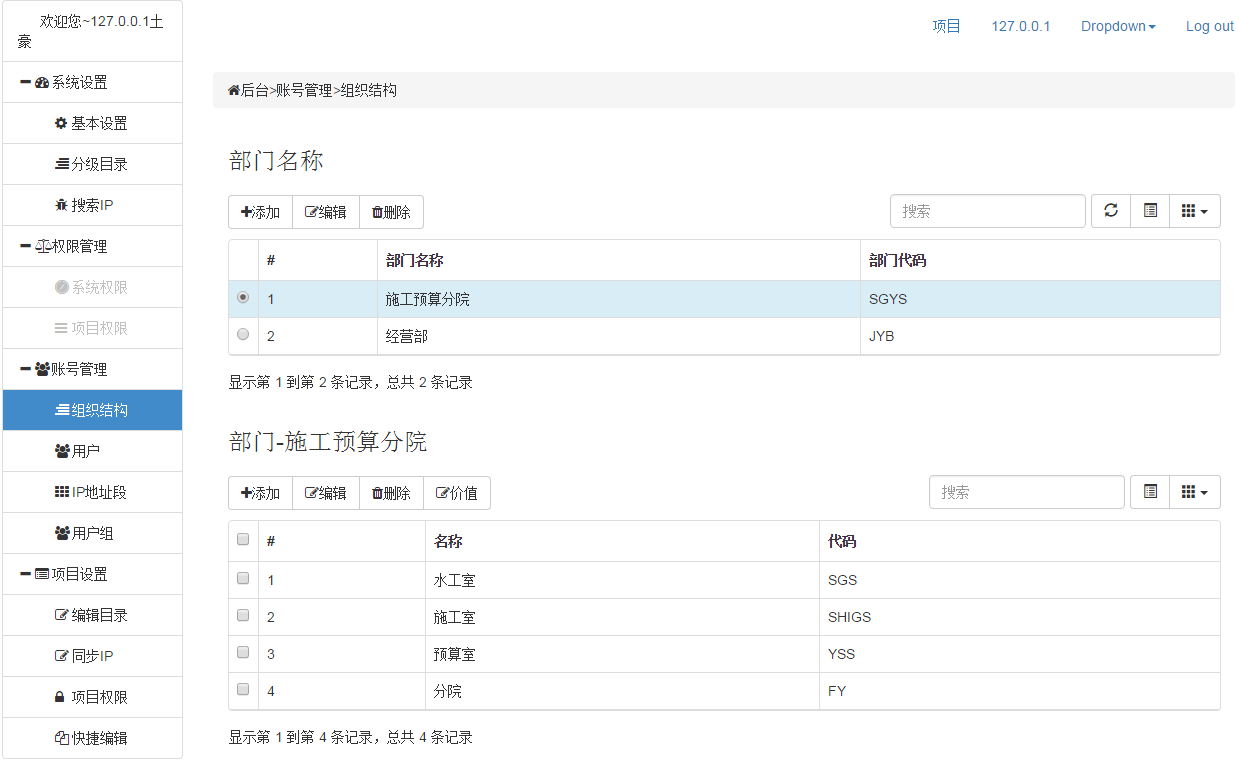 欢迎您~127.0.0.1土
豪
系统设置
基本设置
分级目录
搜索IP
权限管理
系统权限
项目权限
账号管理
组织结构
用户
IP地址段
用户组
项目设置
编辑目录
同步IP
项目权限
快捷编辑
项目 127.0.0.1 Dropdown Log out
后台>账号管理>组织结构
部门名称
添加 编辑 删除 搜索
# 部门名称 部门代码
1 施工预算分院 SGYS
2 经营部 JYB
显示第 1 到第 2 条记录，总共 2 条记录
部门-施工预算分院
添加 编辑 删除 价值 搜索
# 名称 代码
1 水工室 SGS
2 施工室 SHIGS
3 预算室 YSS
4 分院 FY
显示第 1 到第 4 条记录，总共 4 条记录